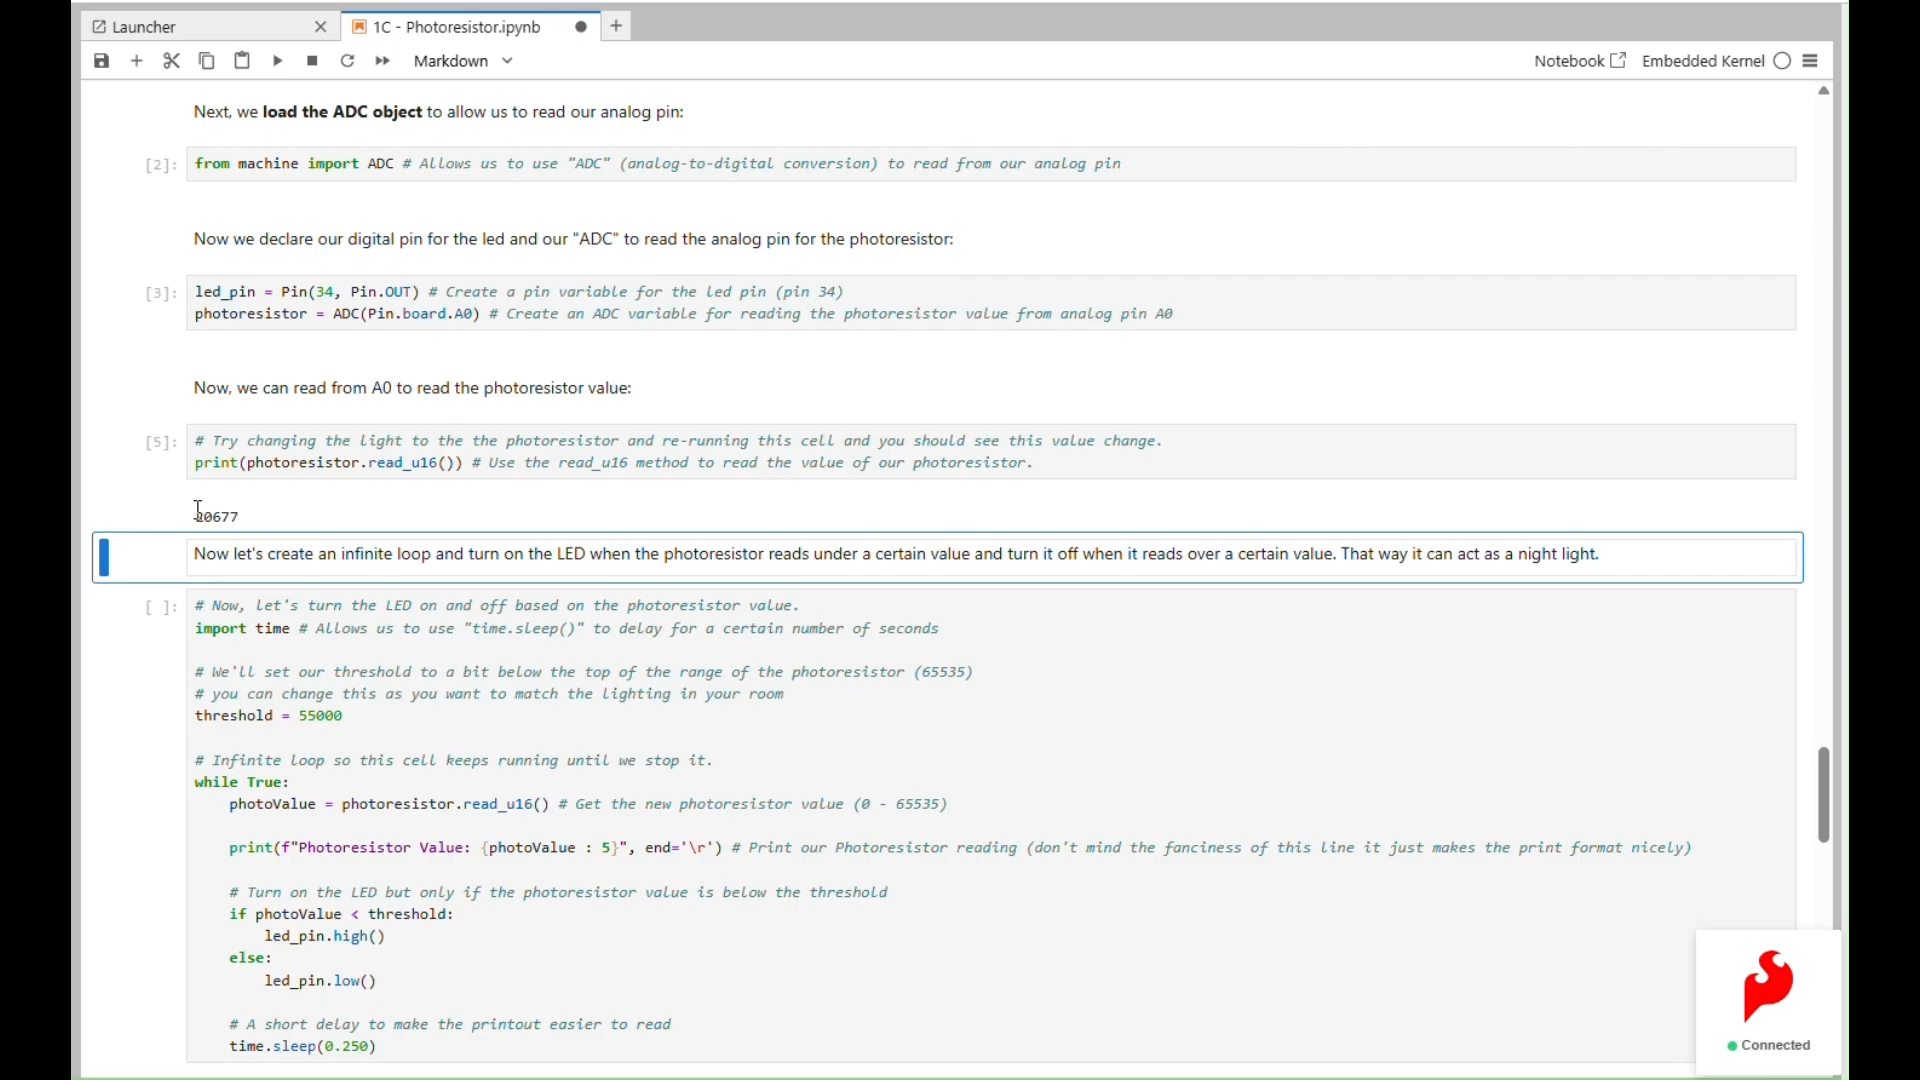 Launcher
1C - Photoresistor.ipynb
Markdown
Notebook
Embedded Kernel
Next, we load the ADC object to allow us to read our analog pin:
[2]:
from machine import ADC # Allows us to use "ADC" (analog-to-digital conversion) to read from our analog pin
Now we declare our digital pin for the led and our "ADC" to read the analog pin for the photoresistor:
[3]:
led_pin = Pin(34, Pin.OUT) # Create a pin variable for the led pin (pin 34)
photoresistor = ADC(Pin.board.A0) # Create an ADC variable for reading the photoresistor value from analog pin A0
Now, we can read from A0 to read the photoresistor value:
[5]:
# Try changing the light to the the photoresistor and re-running this cell and you should see this value change.
print(photoresistor.read_u16()) # Use the read_u16 method to read the value of our photoresistor.
Now let's create an infinite loop and turn on the LED when the photoresistor reads under a certain value and turn it off when it reads over a certain value. That way it can act as a night light.
[ ]:
# Now, let's turn the LED on and off based on the photoresistor value.
import time # Allows us to use "time.sleep()" to delay for a certain number of seconds
# We'll set our threshold to a bit below the top of the range of the photoresistor (65535)
# you can change this as you want to match the lighting in your room
threshold = 55000
# Infinite loop so this cell keeps running until we stop it.
while True:
photoValue = photoresistor.read_u16() # Get the new photoresistor value (0 - 65535)
print(f"Photoresistor Value: {photoValue : 5}", end='\r') # Print our Photoresistor reading (don't mind the fanciness of this line it just makes the print format nicely)
# Turn on the LED but only if the photoresistor value is below the threshold
if photoValue < threshold:
led_pin.high()
else:
led_pin.low()
# A short delay to make the printout easier to read
time.sleep(0.250)
Connected